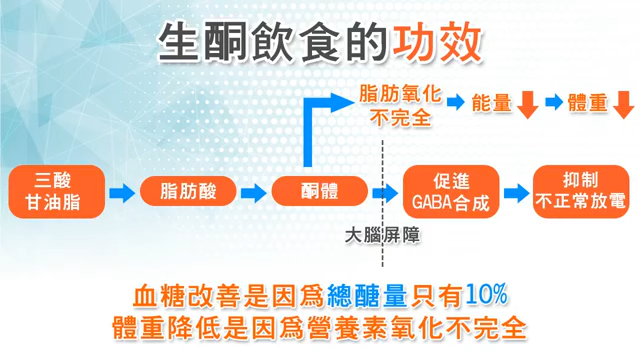 生酮飲食的功效
脂肪氧化
不完全
能量
體重
三酸
甘油脂
脂肪酸
酮體
促進
GABA合成
抑制
不正常放電
大腦屏障
血糖改善是因為總醣量只有10%
體重降低是因為營養素氧化不完全